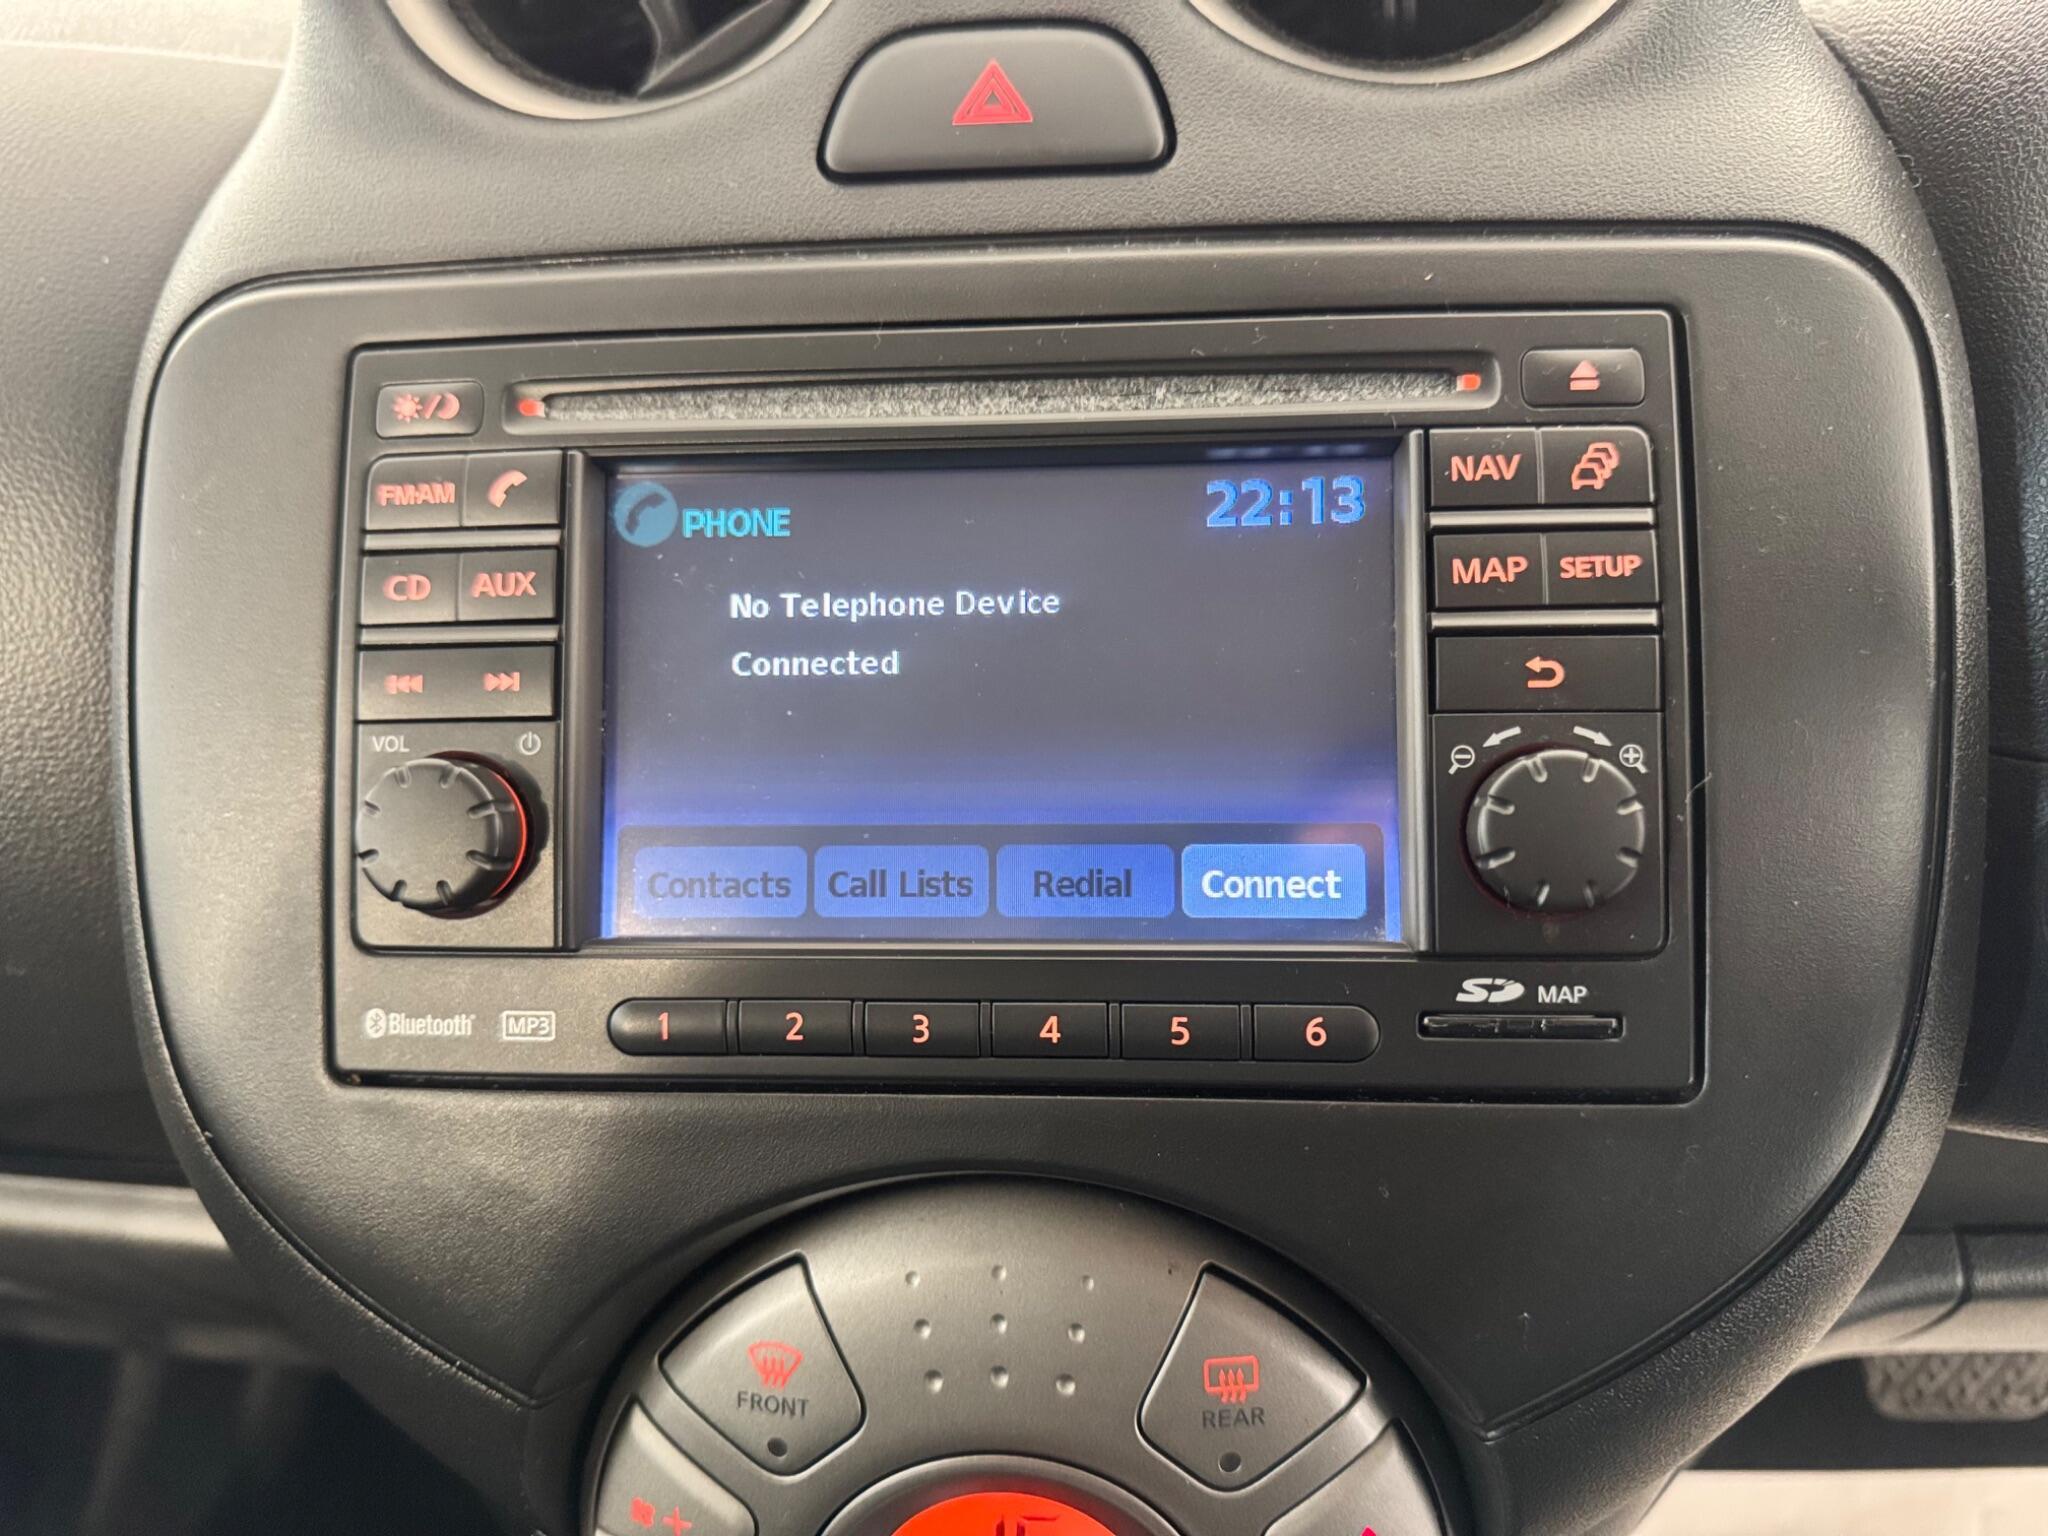 FM·AM
CD
AUX
VOL
PHONE
22:13
No Telephone Device
Connected
Contacts
Call Lists
Redial
Connect
NAV
MAP
SETUP
Bluetooth
MP3
1
2
3
4
5
6
SD
MAP
FRONT
REAR